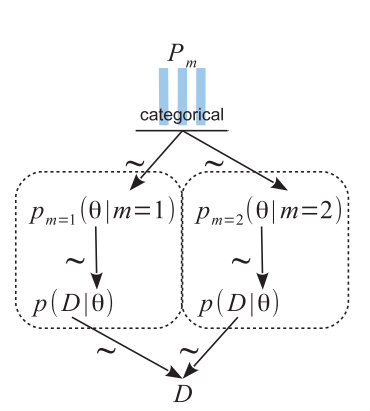 P_m
categorical
~ ~
p_{m=1}(θ|m=1) p_{m=2}(θ|m=2)
~ ~
p(D|θ) p(D|θ)
~ ~
D